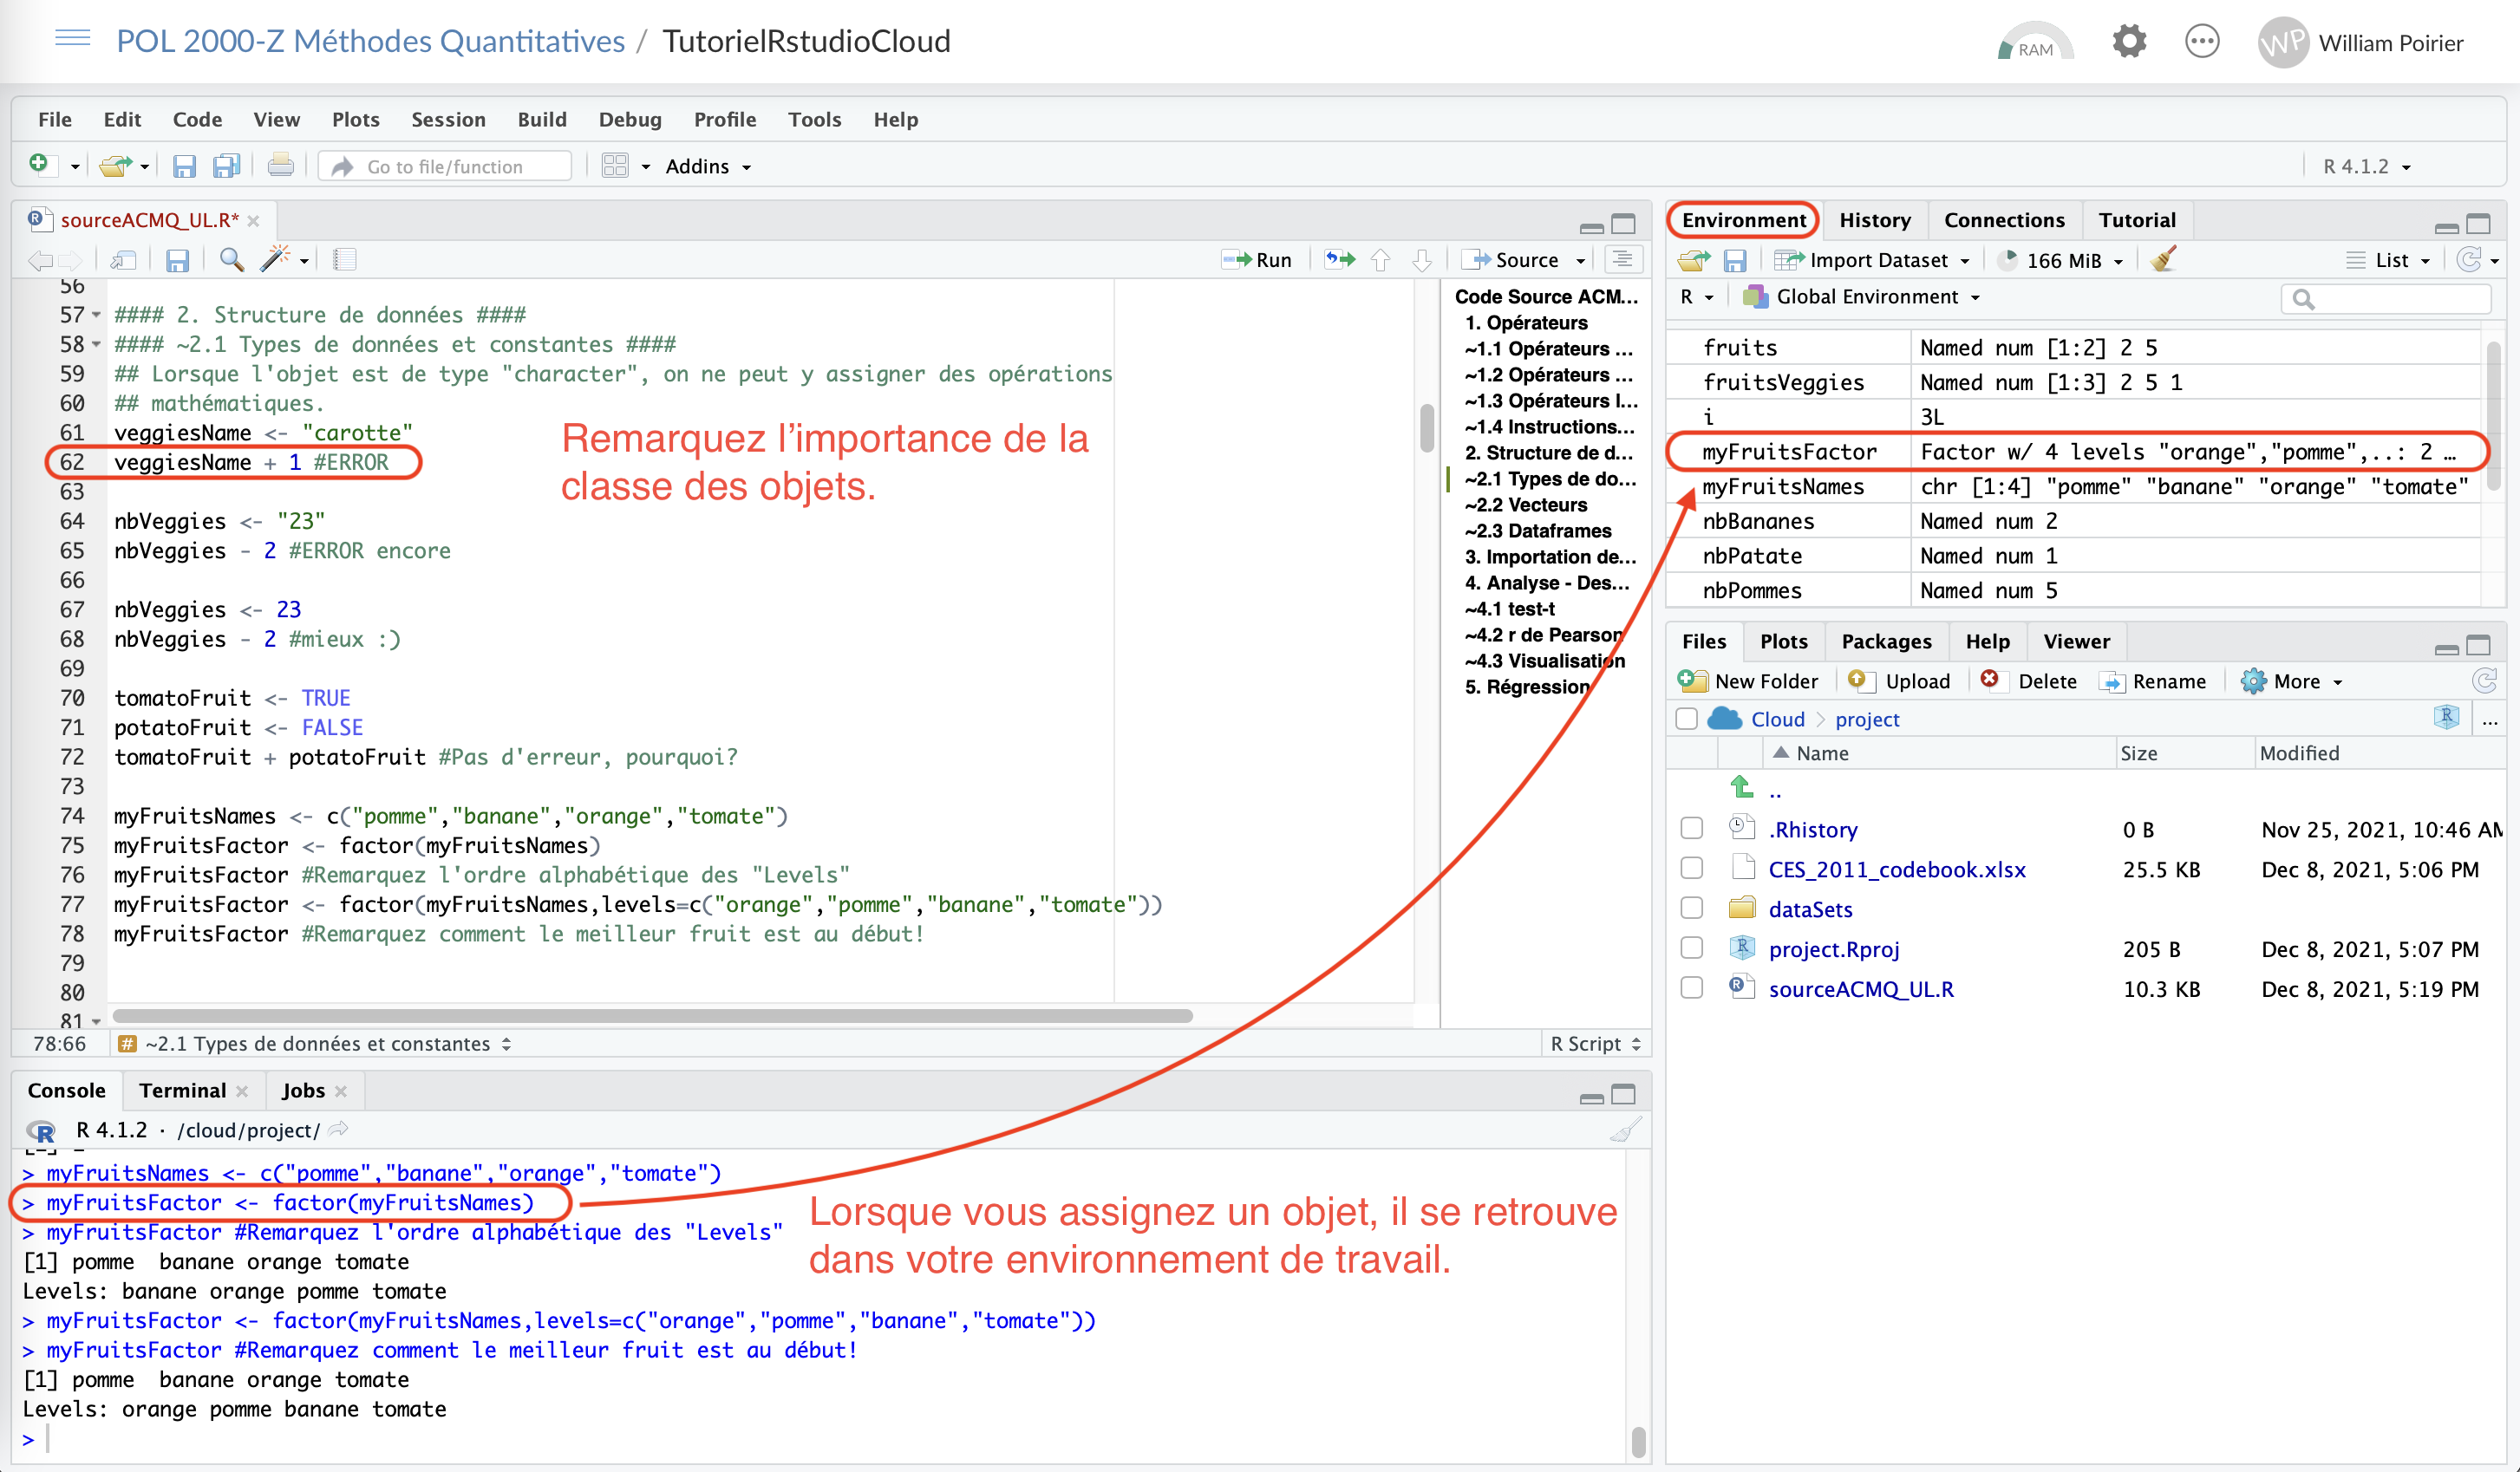 POL 2000-Z Méthodes Quantitatives / TutorielRstudioCloud
RAM
WP William Poirier
File Edit Code View Plots Session Build Debug Profile Tools Help
Go to file/function
Addins
R 4.1.2
sourceACMQ_UL.R*
Run
Source
56
57 #### 2. Structure de données ####
58 #### ~2.1 Types de données et constantes ####
59 ## Lorsque l'objet est de type "character", on ne peut y assigner des opérations
60 ## mathématiques.
61 veggiesName <- "carotte"
62 veggiesName + 1 #ERROR
63
64 nbVeggies <- "23"
65 nbVeggies - 2 #ERROR encore
66
67 nbVeggies <- 23
68 nbVeggies - 2 #mieux :)
69
70 tomatoFruit <- TRUE
71 potatoFruit <- FALSE
72 tomatoFruit + potatoFruit #Pas d'erreur, pourquoi?
73
74 myFruitsNames <- c("pomme","banane","orange","tomate")
75 myFruitsFactor <- factor(myFruitsNames)
76 myFruitsFactor #Remarquez l'ordre alphabétique des "Levels"
77 myFruitsFactor <- factor(myFruitsNames,levels=c("orange","pomme","banane","tomate"))
78 myFruitsFactor #Remarquez comment le meilleur fruit est au début!
79
80
81
Remarquez l'importance de la
classe des objets.
Code Source ACM...
1. Opérateurs
~1.1 Opérateurs ...
~1.2 Opérateurs ...
~1.3 Opérateurs l...
~1.4 Instructions...
2. Structure de d...
~2.1 Types de do...
~2.2 Vecteurs
~2.3 Dataframes
3. Importation de...
4. Analyse - Des...
~4.1 test-t
~4.2 r de Pearson
~4.3 Visualisation
5. Régression
78:66 # ~2.1 Types de données et constantes R Script
Console Terminal Jobs
R 4.1.2 · /cloud/project/
> myFruitsNames <- c("pomme","banane","orange","tomate")
> myFruitsFactor <- factor(myFruitsNames)
> myFruitsFactor #Remarquez l'ordre alphabétique des "Levels"
[1] pomme  banane orange tomate
Levels: banane orange pomme tomate
> myFruitsFactor <- factor(myFruitsNames,levels=c("orange","pomme","banane","tomate"))
> myFruitsFactor #Remarquez comment le meilleur fruit est au début!
[1] pomme  banane orange tomate
Levels: orange pomme banane tomate
>
Lorsque vous assignez un objet, il se retrouve
dans votre environnement de travail.
Environment History Connections Tutorial
Import Dataset 166 MiB List
R Global Environment
fruits Named num [1:2] 2 5
fruitsVeggies Named num [1:3] 2 5 1
i 3L
myFruitsFactor Factor w/ 4 levels "orange","pomme",..: 2 …
myFruitsNames chr [1:4] "pomme" "banane" "orange" "tomate"
nbBananes Named num 2
nbPatate Named num 1
nbPommes Named num 5
Files Plots Packages Help Viewer
New Folder Upload Delete Rename More
Cloud project ...
Name Size Modified
..
.Rhistory 0 B Nov 25, 2021, 10:46 AM
CES_2011_codebook.xlsx 25.5 KB Dec 8, 2021, 5:06 PM
dataSets
project.Rproj 205 B Dec 8, 2021, 5:07 PM
sourceACMQ_UL.R 10.3 KB Dec 8, 2021, 5:19 PM